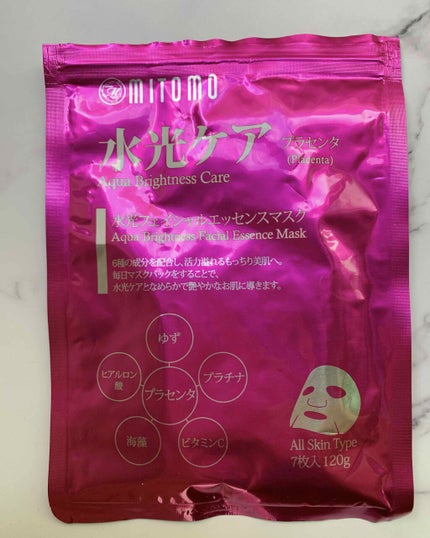 MITOMO
水光ケア プラセンタ
(Placenta)
Aqua Brightness Care
水光フェイシャルエッセンスマスク
Aqua Brightness Facial Essence Mask
6種の成分を配合し、活力溢れるもっちり美肌へ。
毎日マスクパックをすることで、
水光ケアとなめらかで艶やかなお肌に導きます。
ゆず
ヒアルロン
酸
プラチナ
プラセンタ
海藻
ビタミンC
All Skin Type
7枚入 120g